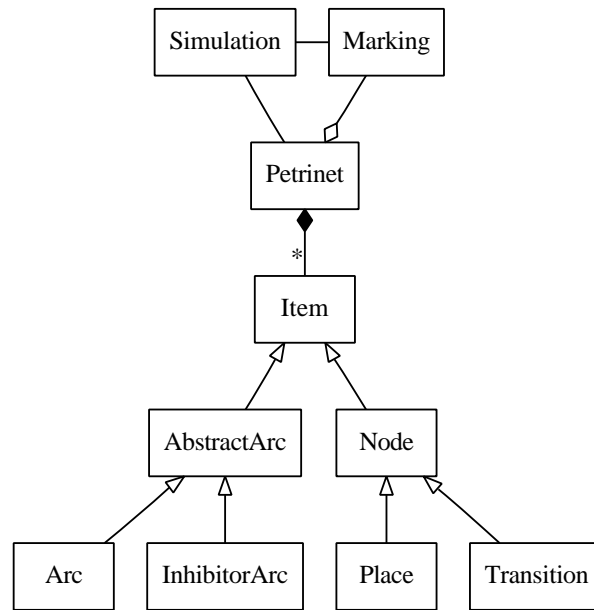 Simulation
Marking
Petrinet
*
Item
AbstractArc
Node
Arc
InhibitorArc
Place
Transition